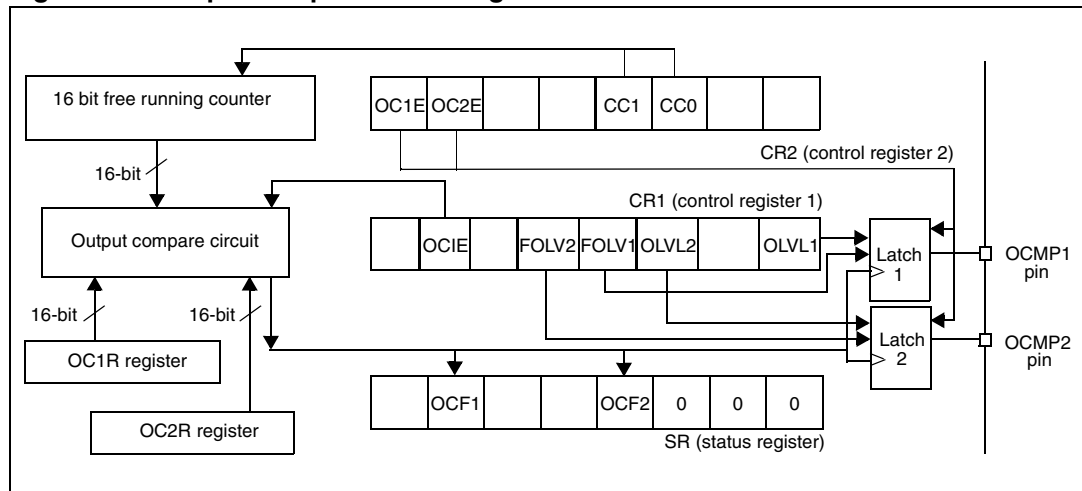 16 bit free running counter
OC1E OC2E CC1 CC0
CR2 (control register 2)
16-bit
CR1 (control register 1)
Output compare circuit
OCIE FOLV2 FOLV1 OLVL2 OLVL1
Latch
1
OCMP1
pin
16-bit
16-bit
Latch
2
OCMP2
pin
OC1R register
OCF1 OCF2 0 0 0
OC2R register
SR (status register)